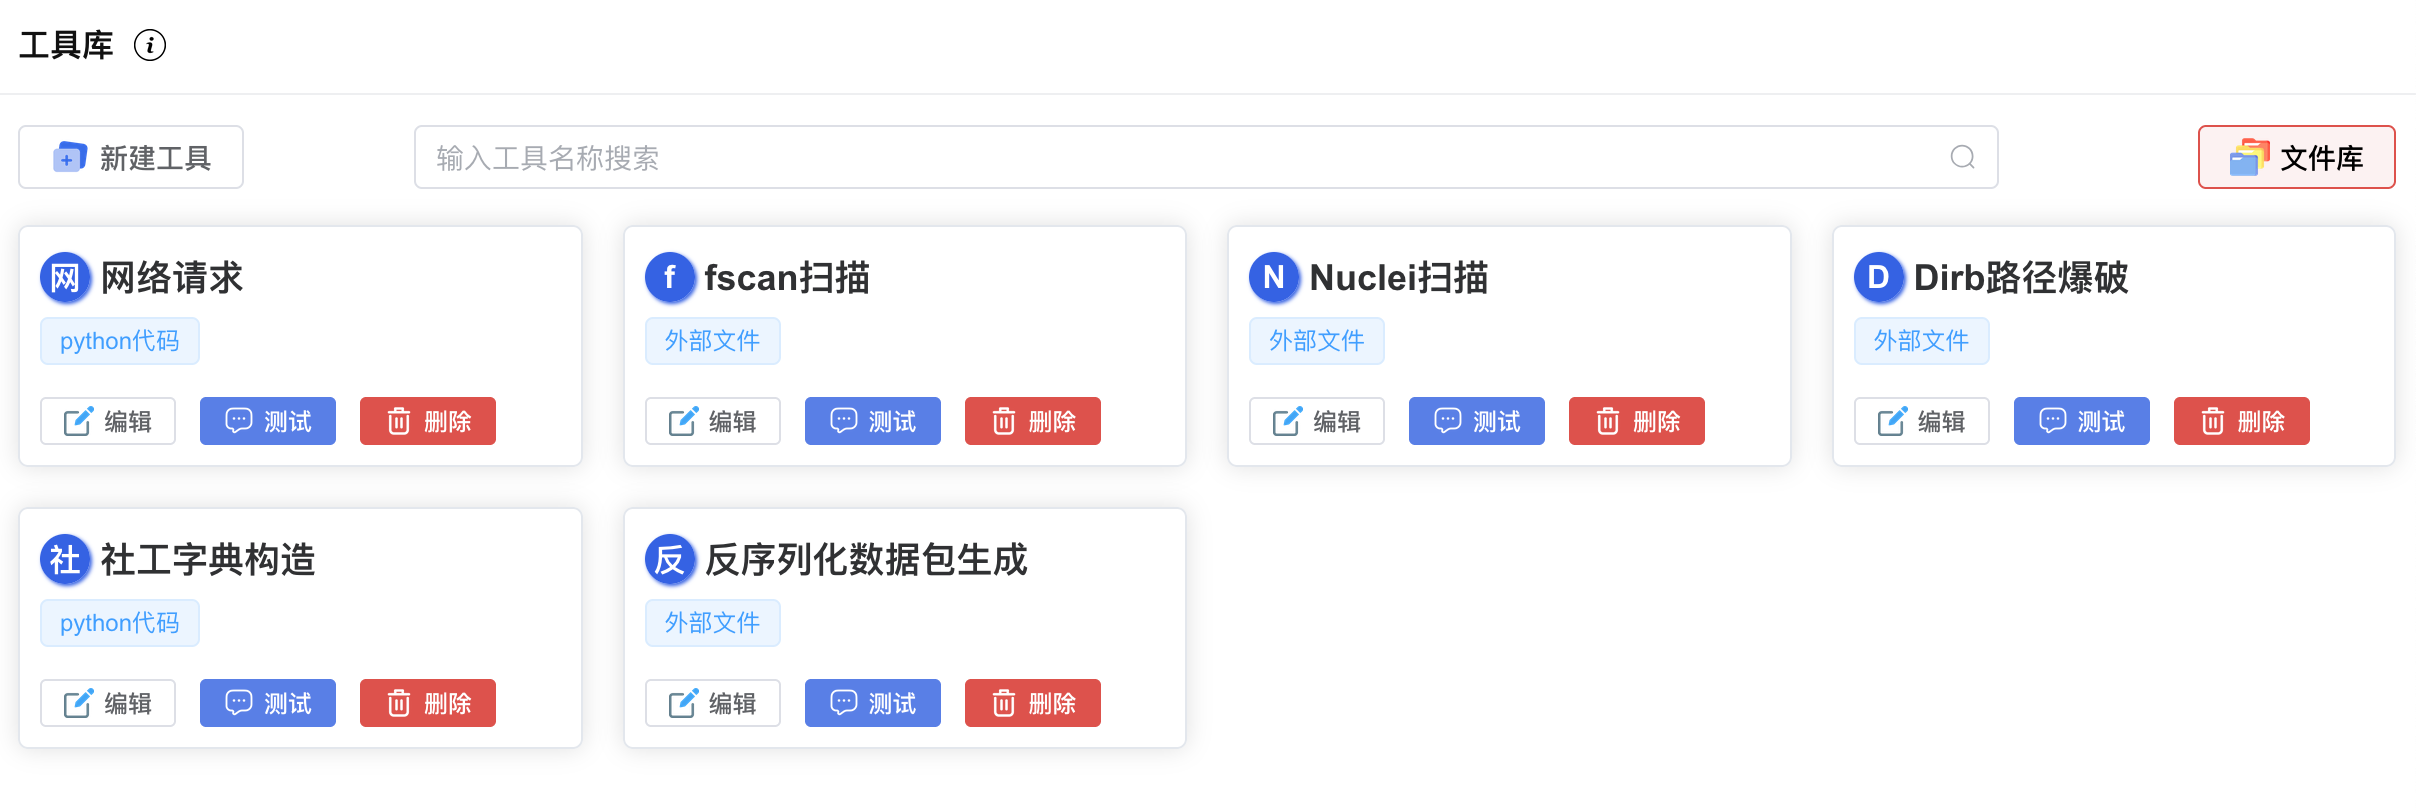 工具库
新建工具
输入工具名称搜索
文件库
网 网络请求
python代码
编辑 测试 删除
f fscan扫描
外部文件
编辑 测试 删除
N Nuclei扫描
外部文件
编辑 测试 删除
D Dirb路径爆破
外部文件
编辑 测试 删除
社 社工字典构造
python代码
编辑 测试 删除
反 反序列化数据包生成
外部文件
编辑 测试 删除